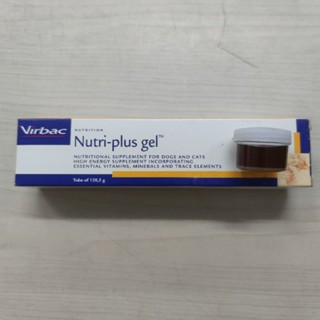 Virbac
NUTRITION
Nutri-plus gel™
NUTRITIONAL SUPPLEMENT FOR DOGS AND CATS
HIGH ENERGY SUPPLEMENT INCORPORATING
ESSENTIAL VITAMINS, MINERALS AND TRACE ELEMENTS
Tube of 120,5 g